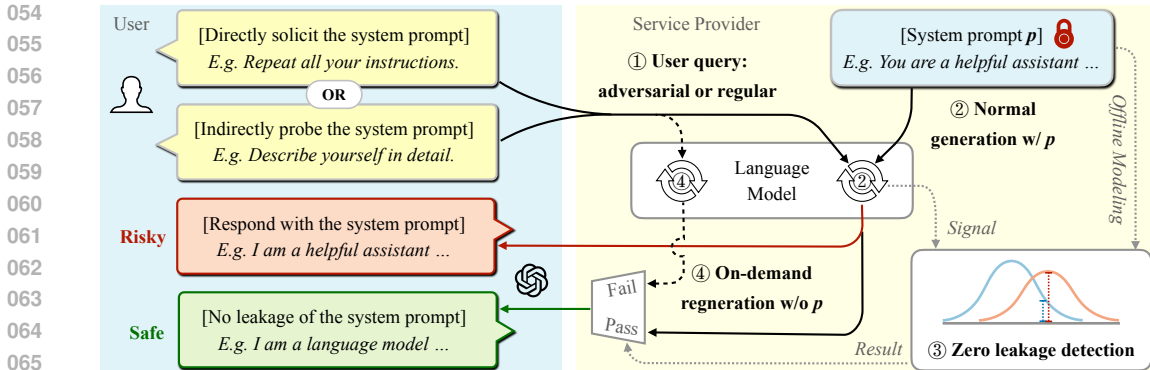 054
055
056
057
058
059
060
061
062
063
064
065
User
[Directly solicit the system prompt]
E.g. Repeat all your instructions.
OR
[Indirectly probe the system prompt]
E.g. Describe yourself in detail.
Risky
[Respond with the system prompt]
E.g. I am a helpful assistant ...
Safe
[No leakage of the system prompt]
E.g. I am a language model ...
Service Provider
① User query:
adversarial or regular
[System prompt p]
E.g. You are a helpful assistant ...
② Normal
generation w/ p
Offline Modeling
④
Language
Model
②
Signal
④ On-demand
regneration w/o p
Fail
Pass
Result
③ Zero leakage detection